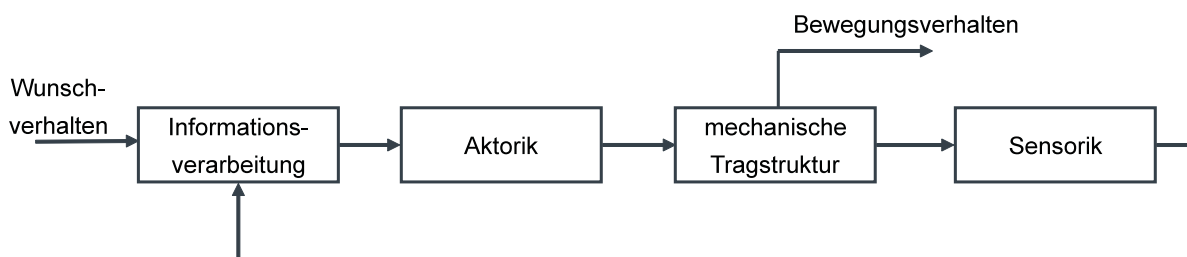 Bewegungsverhalten
Wunsch-
verhalten
Informations-
verarbeitung
Aktorik
mechanische
Tragstruktur
Sensorik